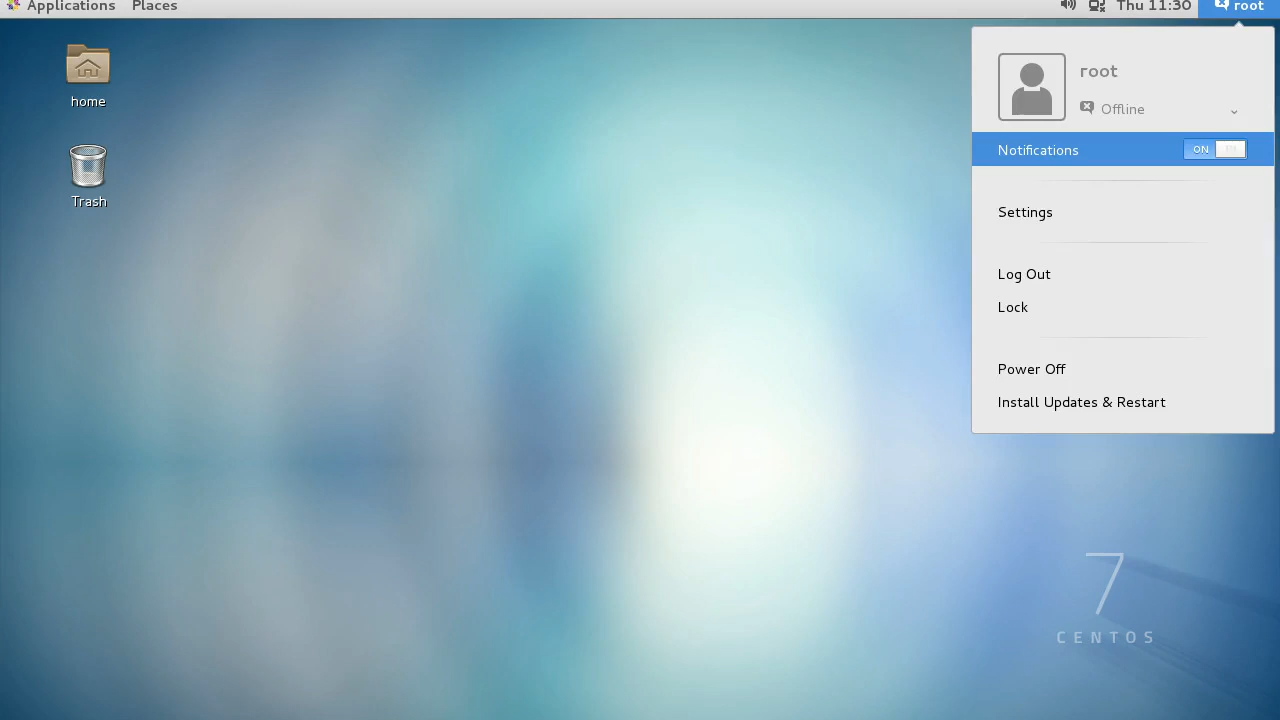 Applications Places Thu 11:30 root
home
Trash
root
Offline
Notifications ON
Settings
Log Out
Lock
Power Off
Install Updates & Restart
7
CENTOS